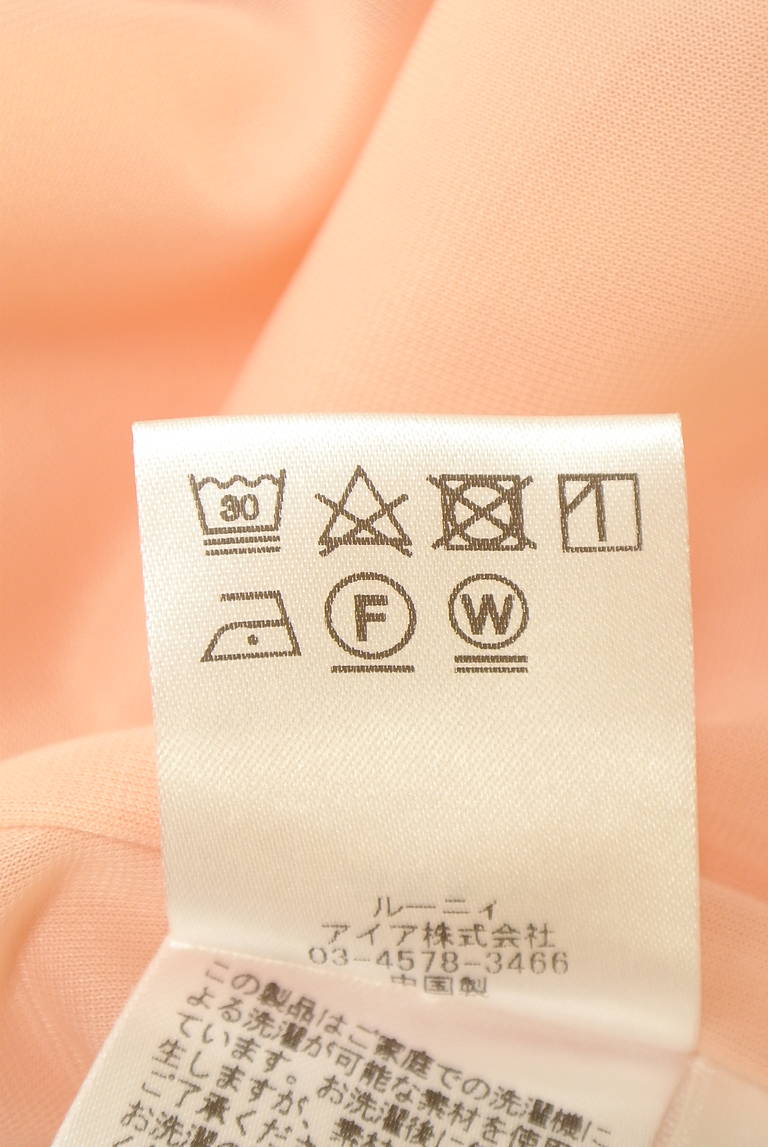 30
F
W
ルーニィ
アイア株式会社
03-4578-3466
中国製
この製品はご家庭での洗濯機に
よる洗濯が可能な素材を使用し
ています。お洗濯後に
生しますが、素材
ご了承くださ
お洗濯の